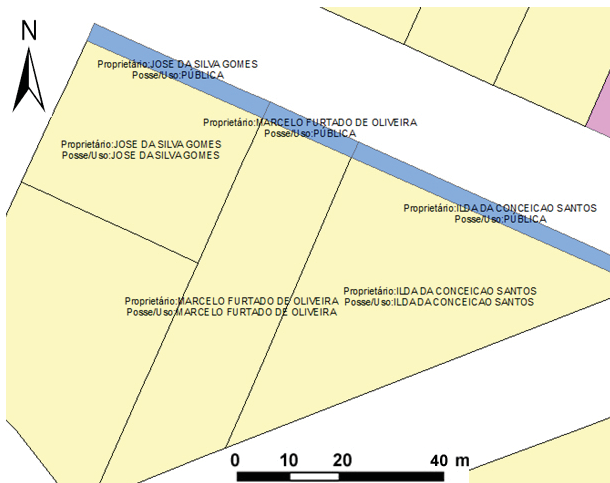 N
Proprietário:JOSE DA SILVA GOMES
Posse/Uso:PÚBLICA
Proprietário:MARCELO FURTADO DE OLIVEIRA
Posse/Uso:PÚBLICA
Proprietário:JOSE DA SILVA GOMES
Posse/Uso:JOSE DA SILVA GOMES
Proprietário:ILDA DA CONCEICAO SANTOS
Posse/Uso:PÚBLICA
Proprietário:MARCELO FURTADO DE OLIVEIRA
Posse/Uso:MARCELO FURTADO DE OLIVEIRA
Proprietário:ILDA DA CONCEICAO SANTOS
Posse/Uso:ILDA DA CONCEICAO SANTOS
0 10 20 40 m